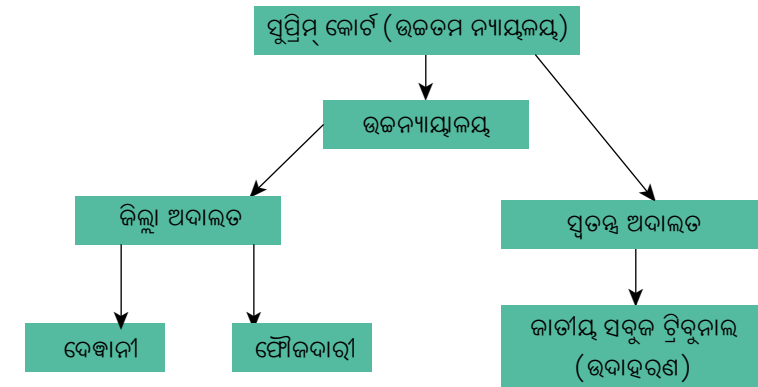 ସୁପ୍ରିମ୍ କୋର୍ଟ (ଉଚ୍ଚତମ ନ୍ୟାୟଳୟ)
ଉଚ୍ଚନ୍ୟାୟାଳୟ
ଜିଲ୍ଲା ଅଦାଲତ
ସ୍ୱତନ୍ତ୍ର ଅଦାଲତ
ଦେୱାନୀ
ଫୌଜଦାରୀ
ଜାତୀୟ ସବୁଜ ଟ୍ରିବୁନାଲ
(ଉଦାହରଣ)